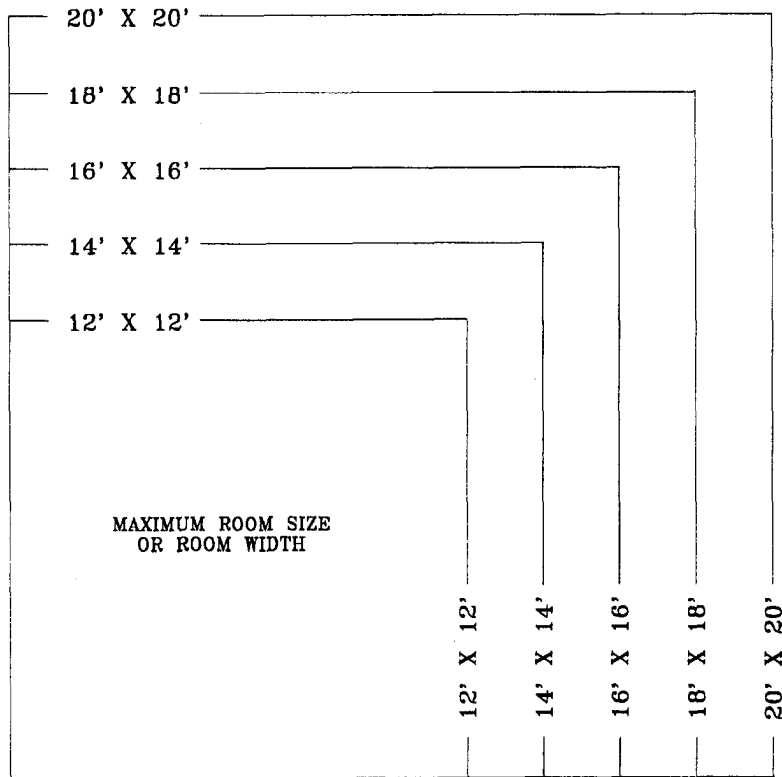 20' X 20'
18' X 18'
16' X 16'
14' X 14'
12' X 12'
MAXIMUM ROOM SIZE
OR ROOM WIDTH
12' X 12'
14' X 14'
16' X 16'
18' X 18'
20' X 20'